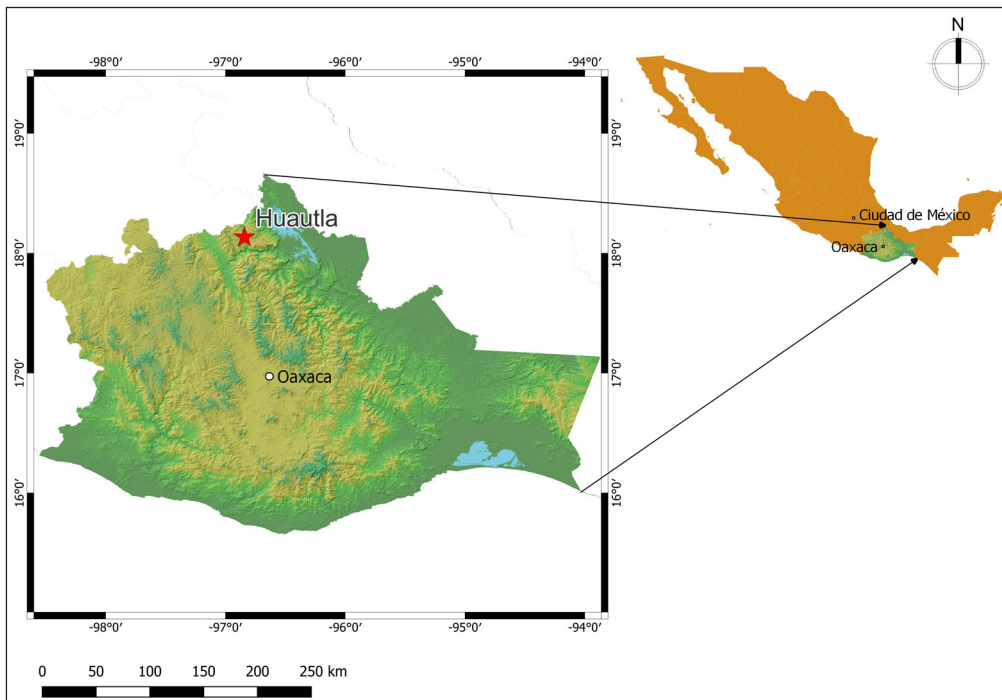 -98°0′ -97°0′ -96°0′ -95°0′ -94°0′
N
19°0′ 19°0′
Huautla
Ciudad de México
Oaxaca
18°0′ 18°0′
17°0′ 17°0′
Oaxaca
16°0′ 16°0′
-98°0′ -97°0′ -96°0′ -95°0′ -94°0′
0 50 100 150 200 250 km